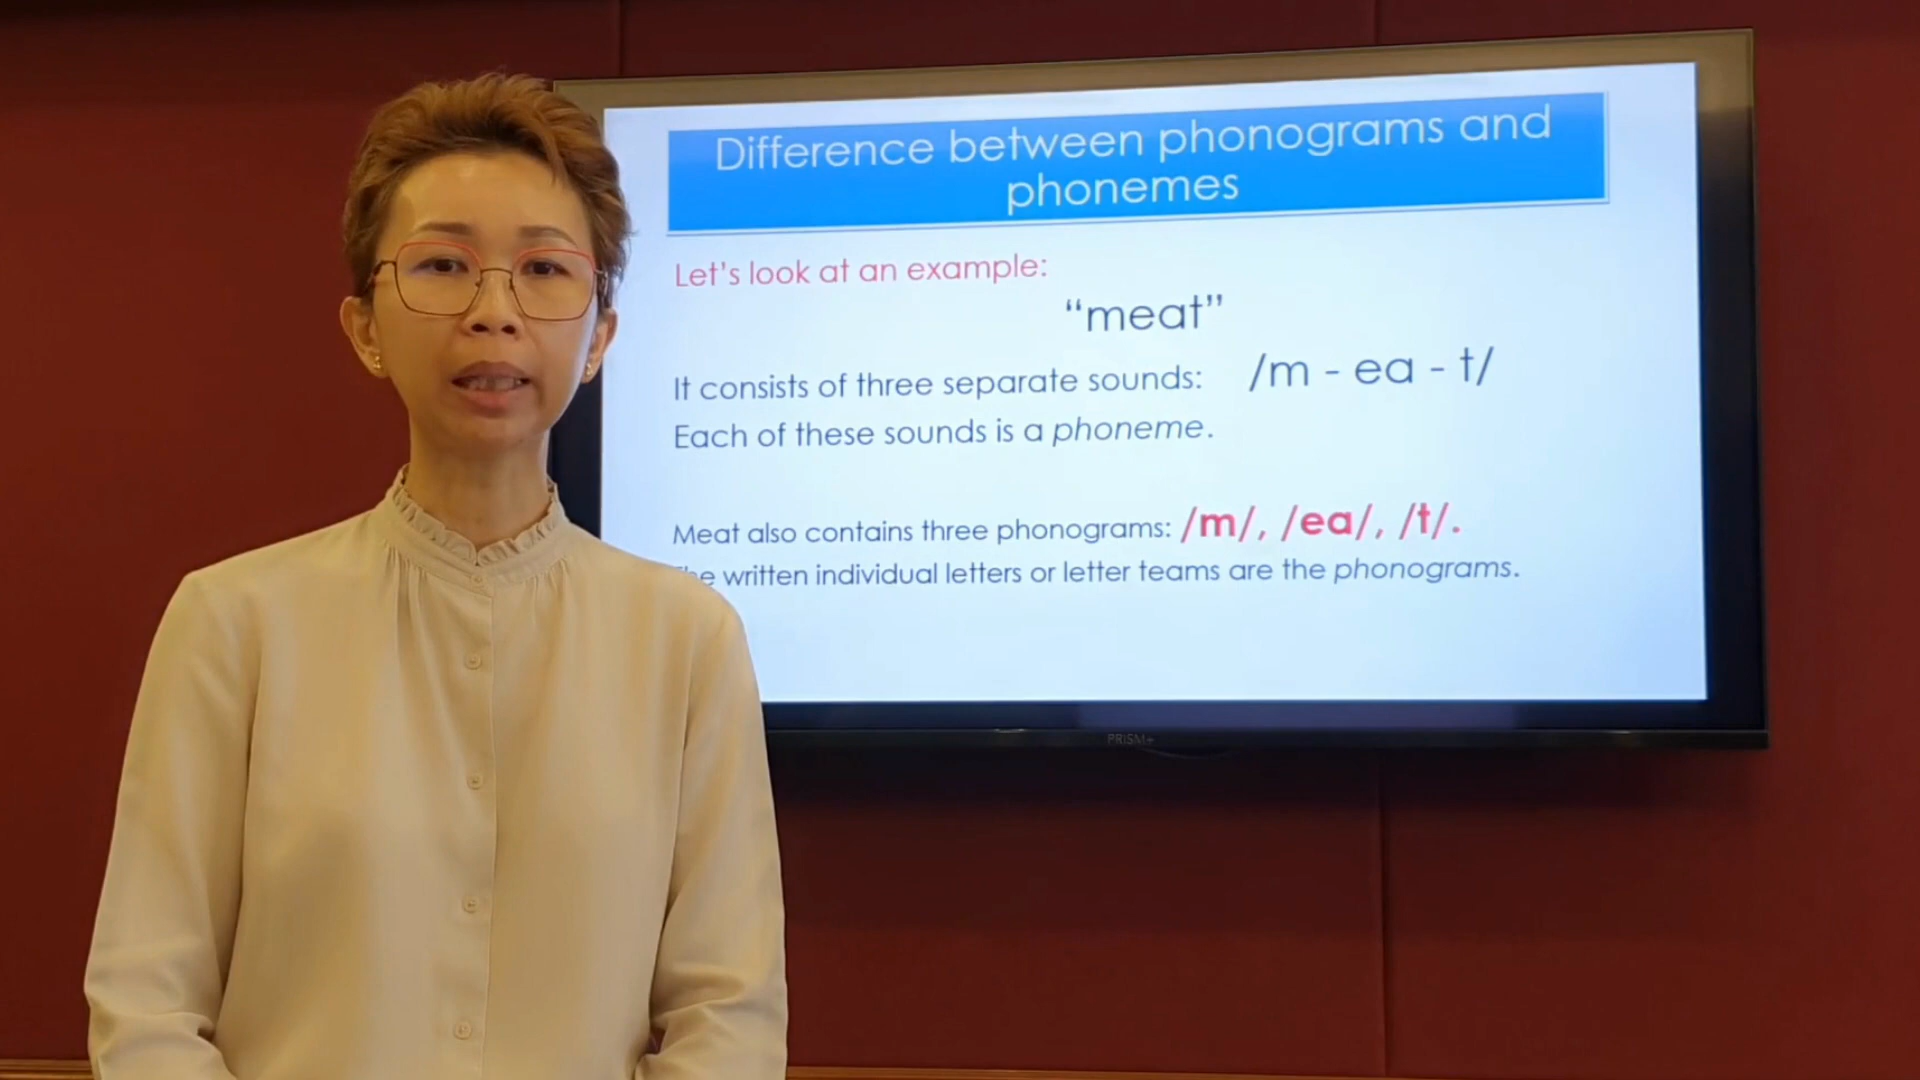 Difference between phonograms and
phonemes
Let's look at an example:
“meat”
It consists of three separate sounds: /m - ea - t/
Each of these sounds is a phoneme.
Meat also contains three phonograms: /m/, /ea/, /t/.
written individual letters or letter teams are the phonograms.
PRISM+